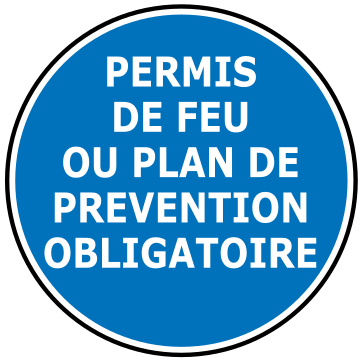 PERMIS
DE FEU
OU PLAN DE
PREVENTION
OBLIGATOIRE